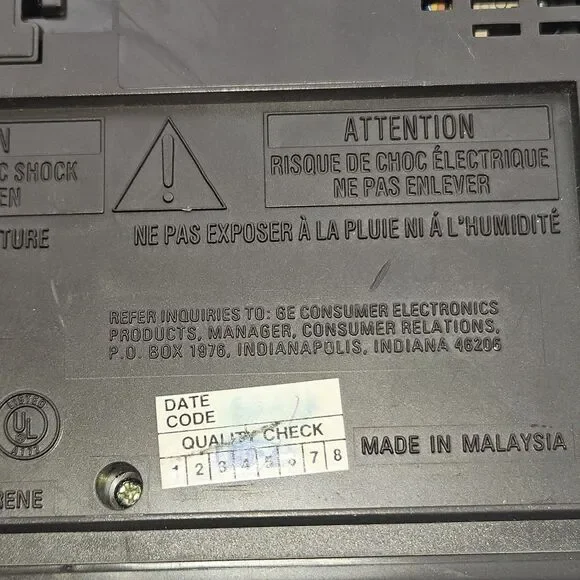 N
ATTENTION
C SHOCK
EN
RISQUE DE CHOC ÉLECTRIQUE
NE PAS ENLEVER
TURE
NE PAS EXPOSER À LA PLUIE NI Á L'HUMIDITÉ
REFER INQUIRIES TO: GE CONSUMER ELECTRONICS
PRODUCTS, MANAGER, CONSUMER RELATIONS,
P.O. BOX 1976, INDIANAPOLIS, INDIANA 46206
LISTED
UL
DATE
CODE
QUALITY CHECK
1 2 3 4 5 6 7 8
MADE IN MALAYSIA
RENE